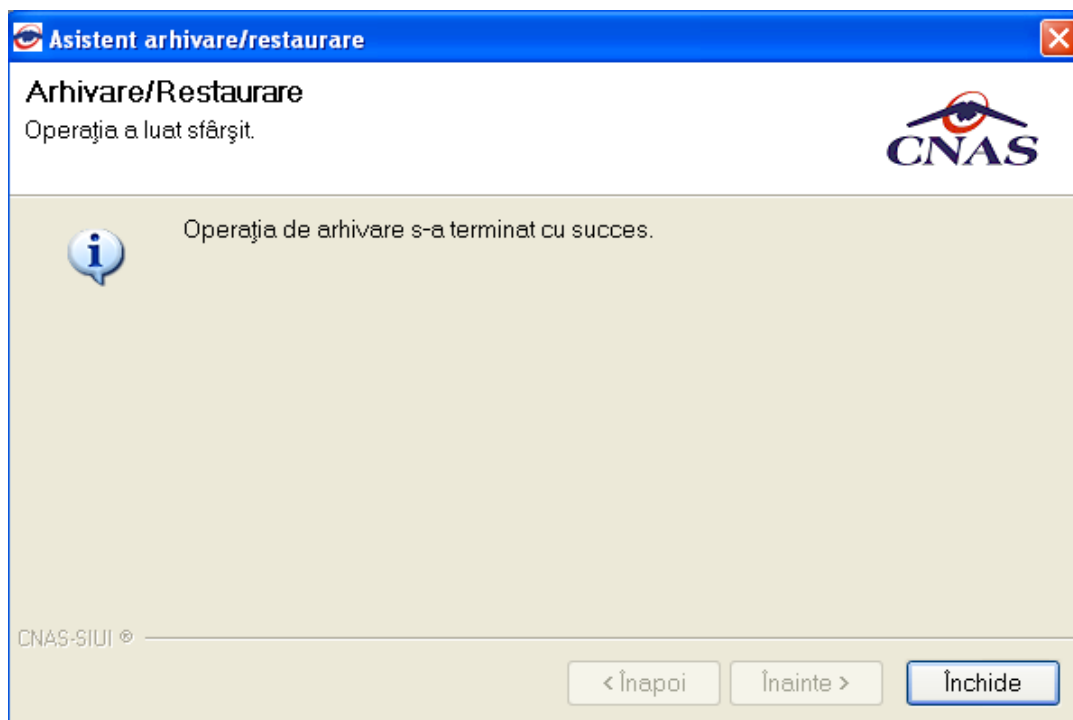 Asistent arhivare/restaurare
Arhivare/Restaurare
Operaţia a luat sfârşit.
CNAS
Operaţia de arhivare s-a terminat cu succes.
CNAS-SIUI ®
< Înapoi
Înainte >
Închide